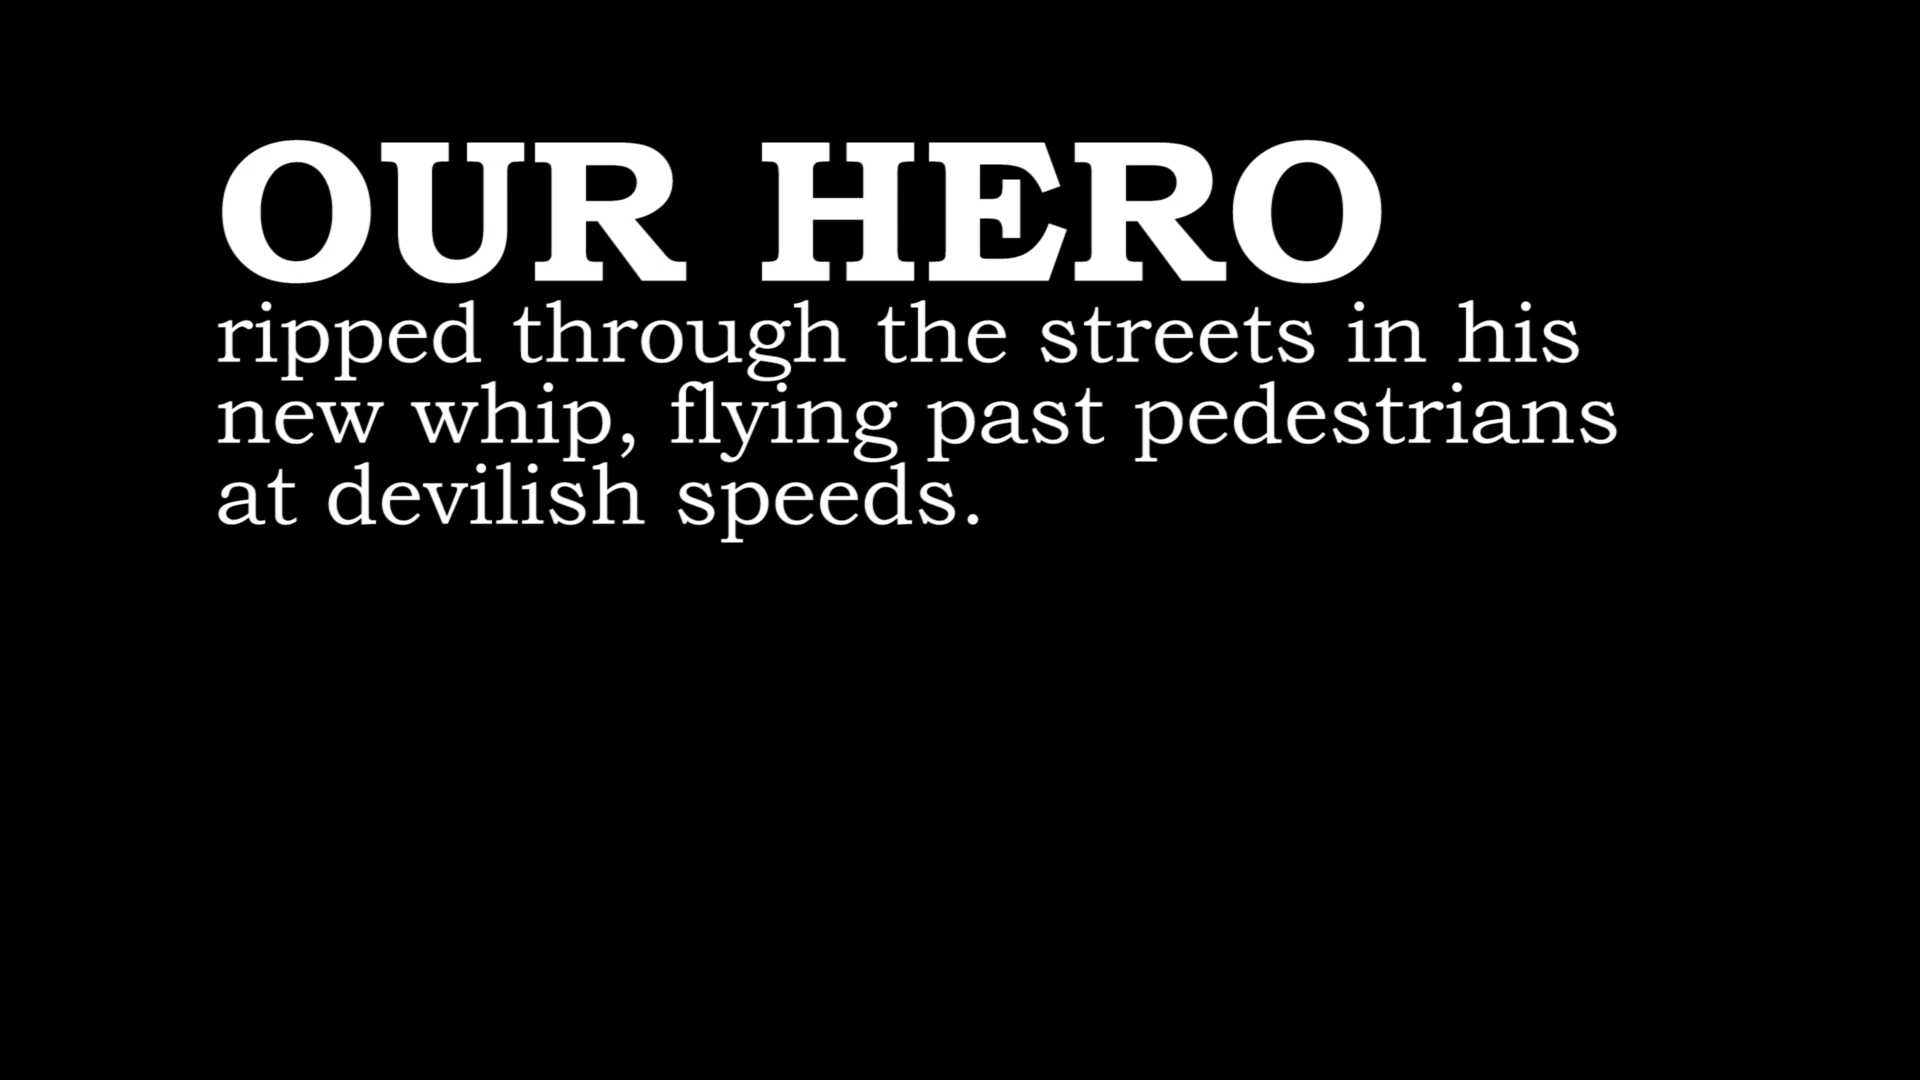 OUR HERO
ripped through the streets in his
new whip, flying past pedestrians
at devilish speeds.